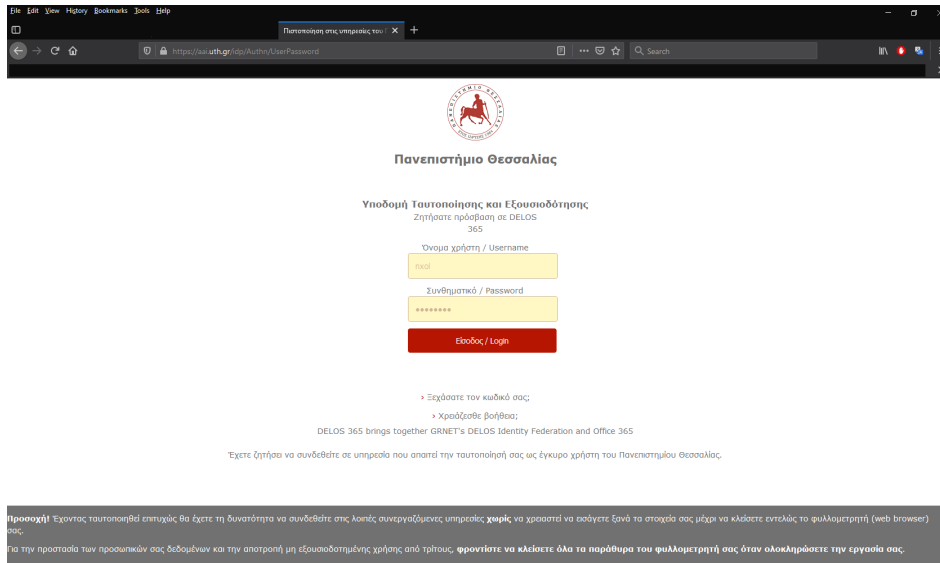 File Edit View History Bookmarks Tools Help
Πιστοποίηση στις υπηρεσίες του
https://aai.uth.gr/idp/Authn/UserPassword
Search
ΠΑΝΕΠΙΣΤΗΜΙΟ ΘΕΣΣΑΛΙΑΣ
Πανεπιστήμιο Θεσσαλίας
Υποδομή Ταυτοποίησης και Εξουσιοδότησης
Ζητήσατε πρόσβαση σε DELOS
365
Όνομα χρήστη / Username
nxol
Συνθηματικό / Password
Είσοδος / Login
› Ξεχάσατε τον κωδικό σας;
› Χρειάζεσθε βοήθεια;
DELOS 365 brings together GRNET's DELOS Identity Federation and Office 365
Έχετε ζητήσει να συνδεθείτε σε υπηρεσία που απαιτεί την ταυτοποίησή σας ως έγκυρο χρήστη του Πανεπιστημίου Θεσσαλίας.
Προσοχή! Έχοντας ταυτοποιηθεί επιτυχώς θα έχετε τη δυνατότητα να συνδεθείτε στις λοιπές συνεργαζόμενες υπηρεσίες χωρίς να χρειαστεί να εισάγετε ξανά τα στοιχεία σας μέχρι να κλείσετε εντελώς το φυλλομετρητή (web browser)
σας.
Για την προστασία των προσωπικών σας δεδομένων και την αποτροπή μη εξουσιοδοτημένης χρήσης από τρίτους, φροντίστε να κλείσετε όλα τα παράθυρα του φυλλομετρητή σας όταν ολοκληρώσετε την εργασία σας.